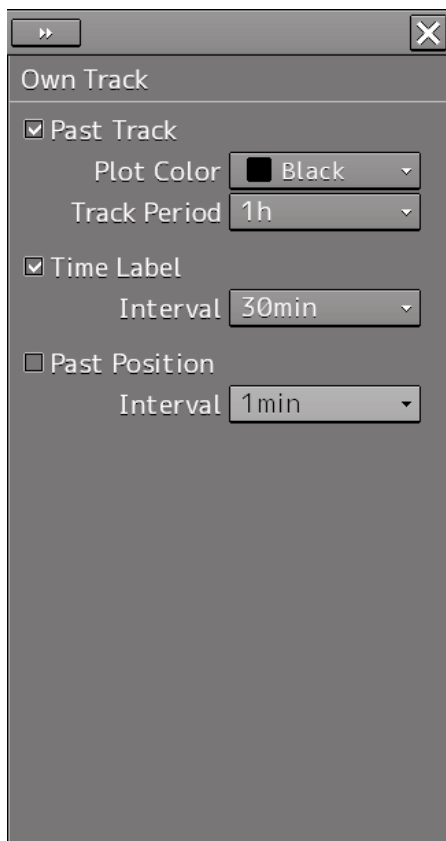 Own Track
Past Track
Plot Color Black
Track Period 1h
Time Label
Interval 30min
Past Position
Interval 1min